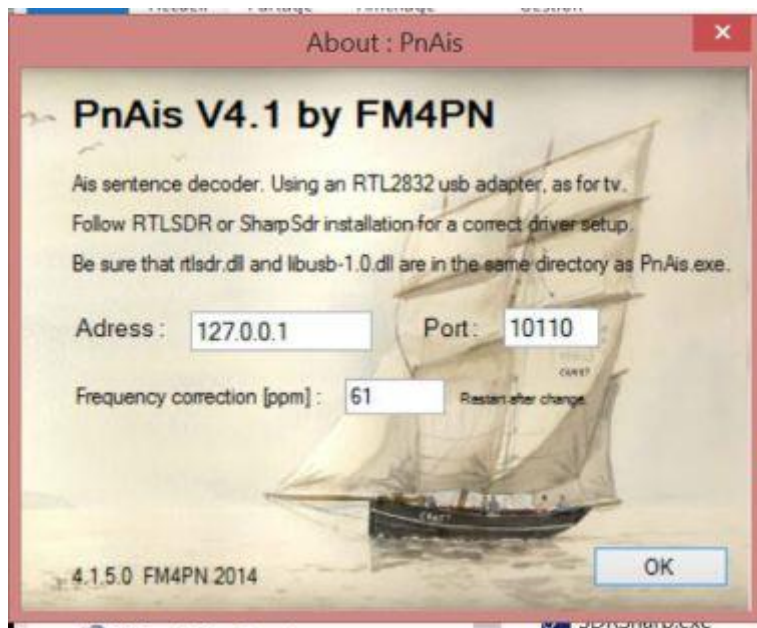 About : PnAis
PnAis V4.1 by FM4PN
Ais sentence decoder. Using an RTL2832 usb adapter, as for tv.
Follow RTLSDR or SharpSdr installation for a correct driver setup.
Be sure that rtlsdr.dll and libusb-1.0.dll are in the same directory as PnAis.exe.
Adress : 127.0.0.1 Port : 10110
Frequency correction [ppm] : 61 Restart after change.
4.1.5.0 FM4PN 2014
OK
SDRSharp.exe